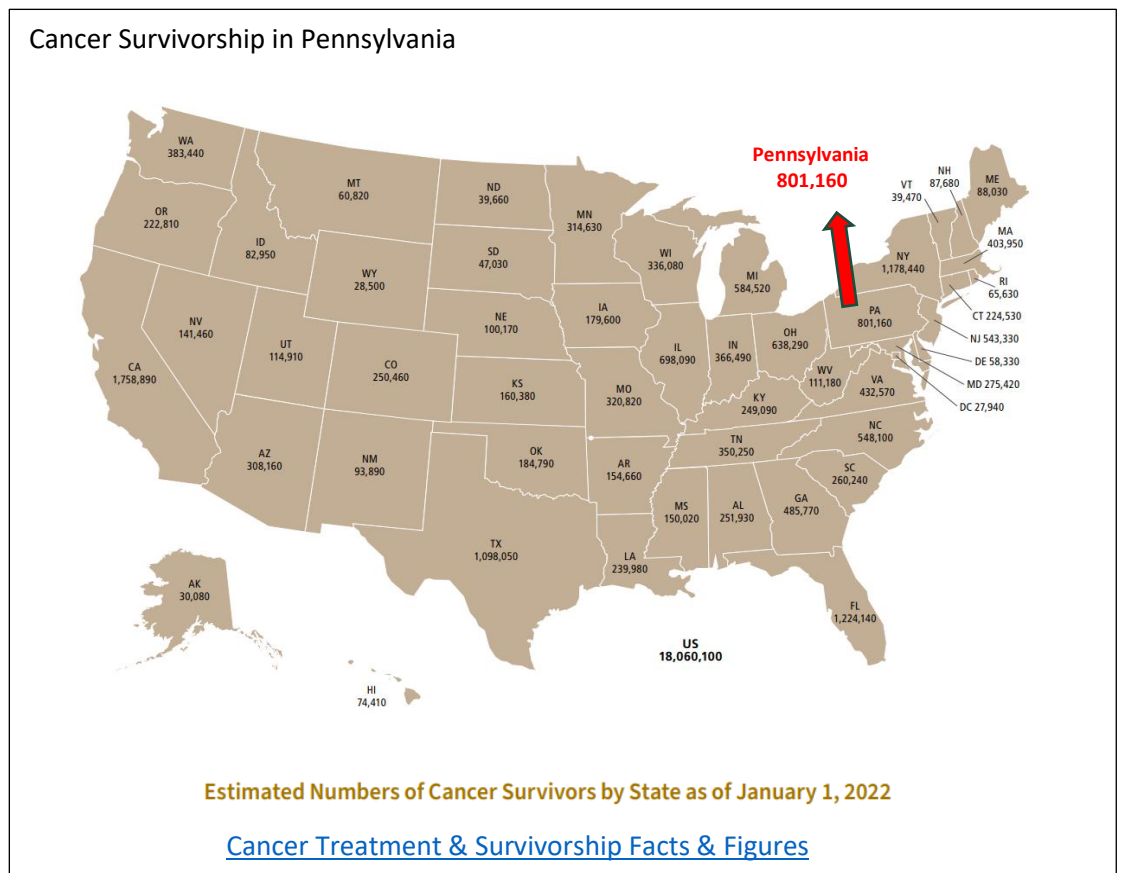 Cancer Survivorship in Pennsylvania
WA
383,440
MT
60,820
ND
39,660
MN
314,630
Pennsylvania
801,160
VT
39,470
NH
87,680
ME
88,030
OR
222,810
ID
82,950
SD
47,030
WI
336,080
MI
584,520
NY
1,178,440
MA
403,950
WY
28,500
RI
65,630
CT 224,530
NV
141,460
UT
114,910
NE
100,170
IA
179,600
IL
698,090
IN
366,490
OH
638,290
PA
801,160
NJ 543,330
DE 58,330
MD 275,420
DC 27,940
CA
1,758,890
CO
250,460
KS
160,380
MO
320,820
KY
249,090
WV
111,180
VA
432,570
AZ
308,160
NM
93,890
OK
184,790
AR
154,660
TN
350,250
NC
548,100
SC
260,240
MS
150,020
AL
251,930
GA
485,770
TX
1,098,050
LA
239,980
AK
30,080
FL
1,224,140
US
18,060,100
HI
74,410
Estimated Numbers of Cancer Survivors by State as of January 1, 2022
Cancer Treatment & Survivorship Facts & Figures